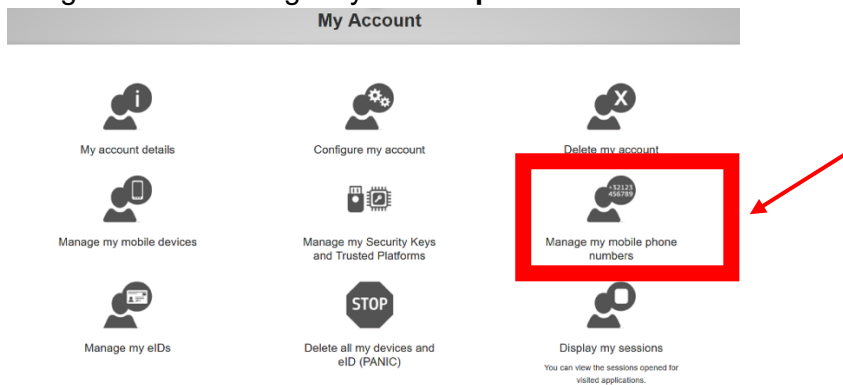 My Account
i
X
My account details
Configure my account
Delete my account
+32123
456789
Manage my mobile devices
Manage my Security Keys
and Trusted Platforms
Manage my mobile phone
numbers
STOP
Manage my eIDs
Delete all my devices and
eID (PANIC)
Display my sessions
You can view the sessions opened for
visited applications.